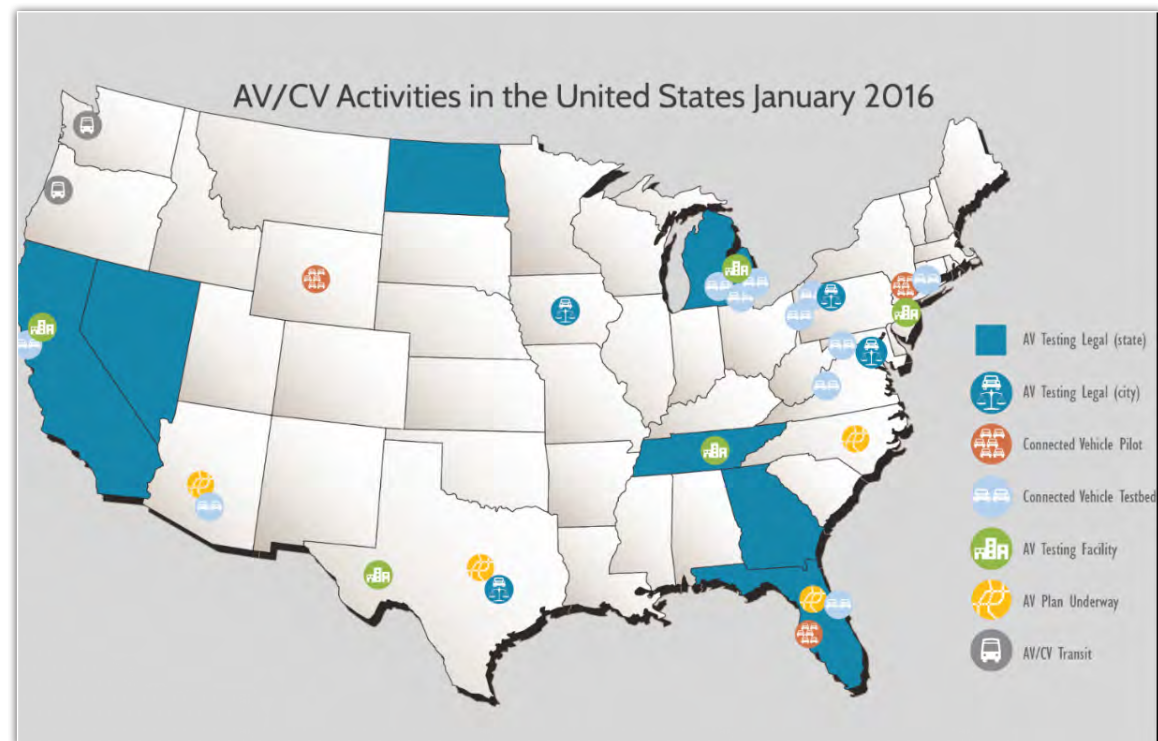 AV/CV Activities in the United States January 2016
AV Testing Legal (state)
AV Testing Legal (city)
Connected Vehicle Pilot
Connected Vehicle Testbed
AV Testing Facility
AV Plan Underway
AV/CV Transit